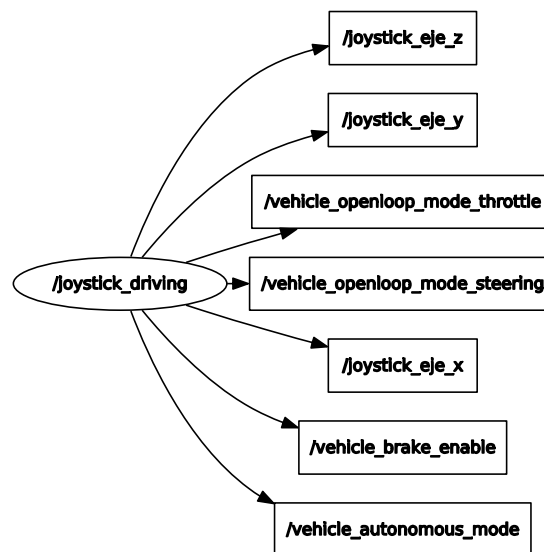 /joystick_eje_z
/joystick_eje_y
/vehicle_openloop_mode_throttle
/joystick_driving
/vehicle_openloop_mode_steering
/joystick_eje_x
/vehicle_brake_enable
/vehicle_autonomous_mode